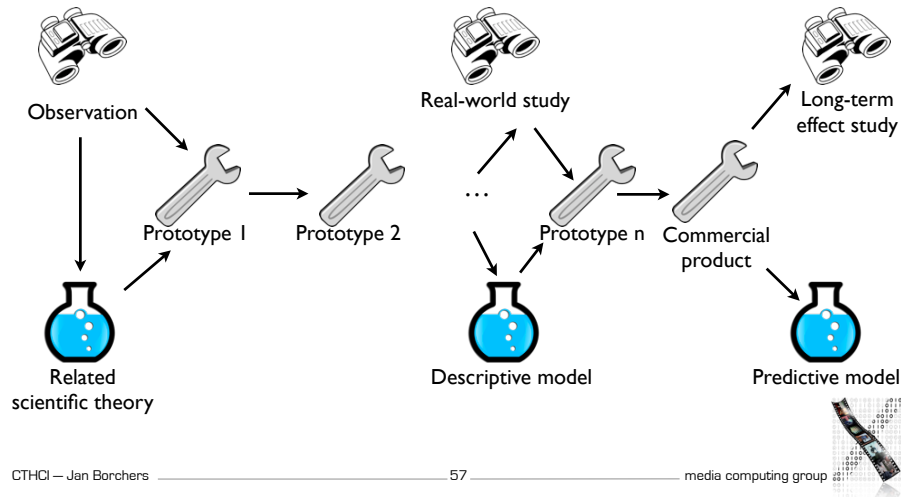 Observation
Real-world study
Long-term
effect study
...
Prototype 1
Prototype 2
Prototype n
Commercial
product
Related
scientific theory
Descriptive model
Predictive model
CTHCI — Jan Borchers
57
media computing group